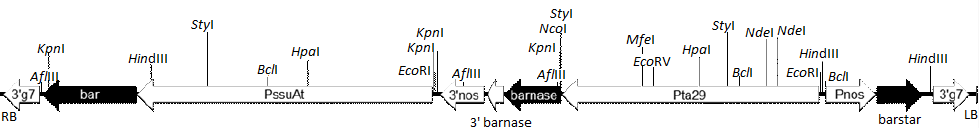 StyI
StyI
NcoI
KpnI
StyI
NdeI
NdeI
KpnI
HindIII
HpaI
KpnI
KpnI
MfeI
HpaI
HindIII
HindIII
AflIII
BclI
EcoRI
AflIII
AflIII
EcoRV
BclI
EcoRI
BclI
3'g7
bar
PssuAt
3'nos
barnase
Pta29
Pnos
3'g7
RB
3' barnase
barstar
LB